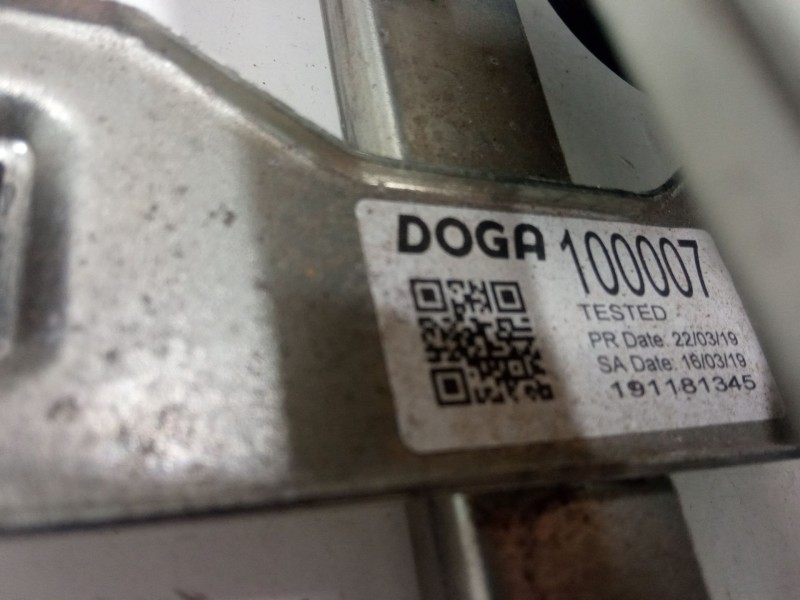 DOGA 100007
TESTED
PR Date: 22/03/19
SA Date: 16/03/19
191181345